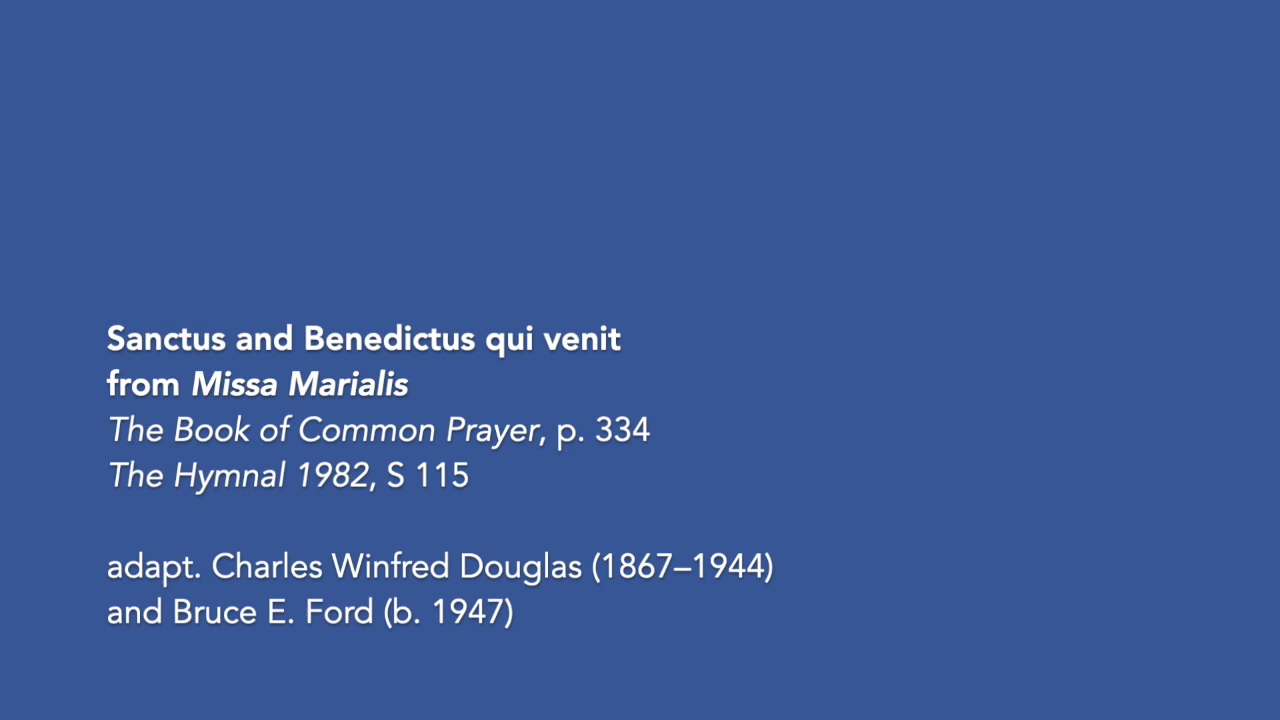 Sanctus and Benedictus qui venit
from Missa Marialis
The Book of Common Prayer, p. 334
The Hymnal 1982, S 115
adapt. Charles Winfred Douglas (1867–1944)
and Bruce E. Ford (b. 1947)